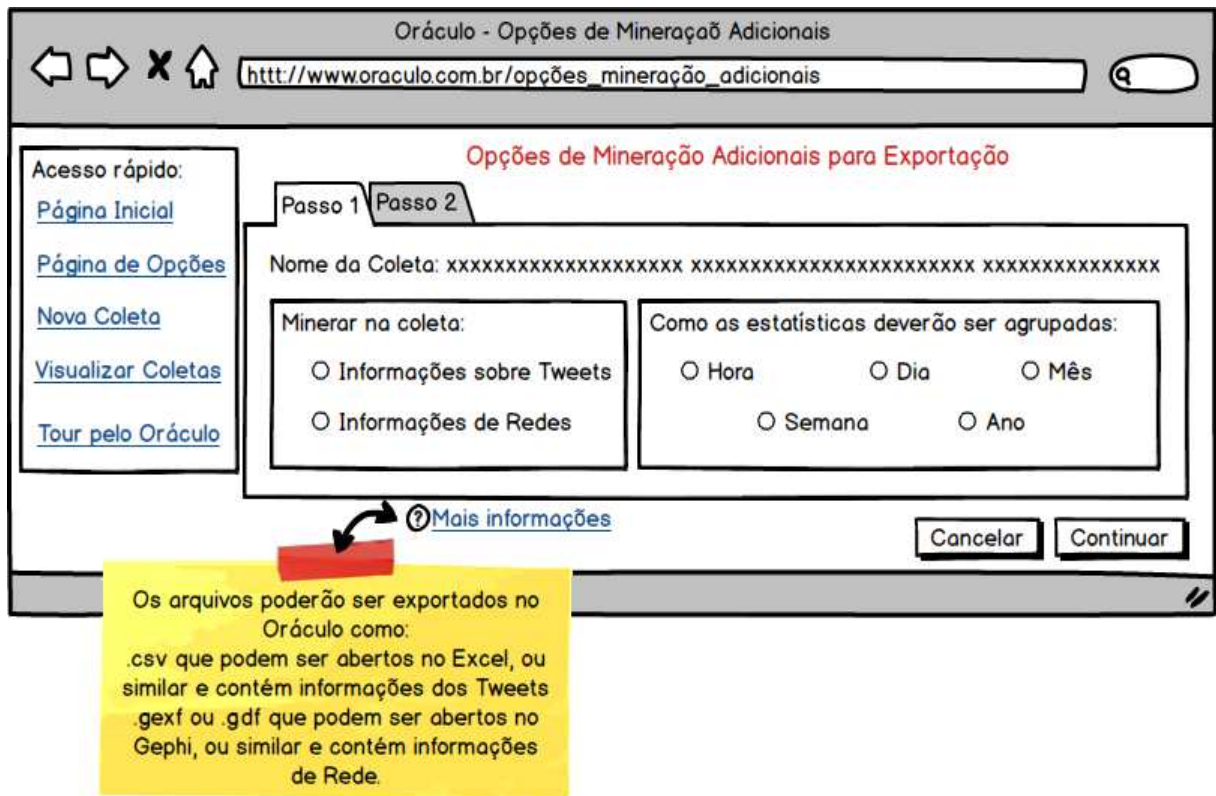 Oráculo - Opções de Mineraçaõ Adicionais
httt://www.oraculo.com.br/opções_mineração_adicionais
Acesso rápido:
Página Inicial
Página de Opções
Nova Coleta
Visualizar Coletas
Tour pelo Oráculo
Opções de Mineração Adicionais para Exportação
Passo 1
Passo 2
Nome da Coleta: xxxxxxxxxxxxxxxxxxxx xxxxxxxxxxxxxxxxxxxxxxxx xxxxxxxxxxxxxxx
Minerar na coleta:
Informações sobre Tweets
Informações de Redes
Como as estatísticas deverão ser agrupadas:
Hora Dia Mês
Semana Ano
?Mais informações
Cancelar Continuar
Os arquivos poderão ser exportados no
Oráculo como:
.csv que podem ser abertos no Excel, ou
similar e contém informações dos Tweets
.gexf ou .gdf que podem ser abertos no
Gephi, ou similar e contém informações
de Rede.